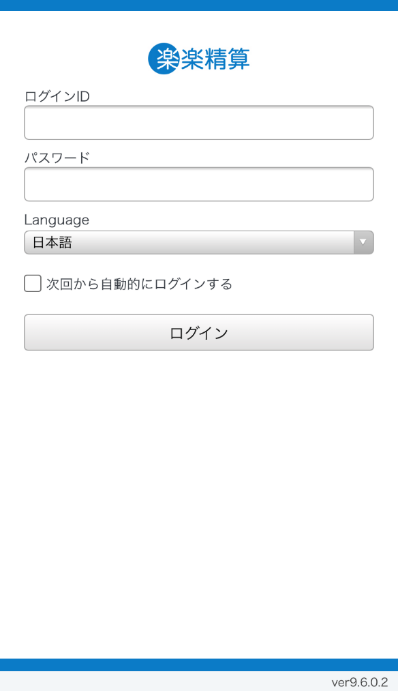 楽楽精算
ログインID
パスワード
Language
日本語
次回から自動的にログインする
ログイン
ver9.6.0.2